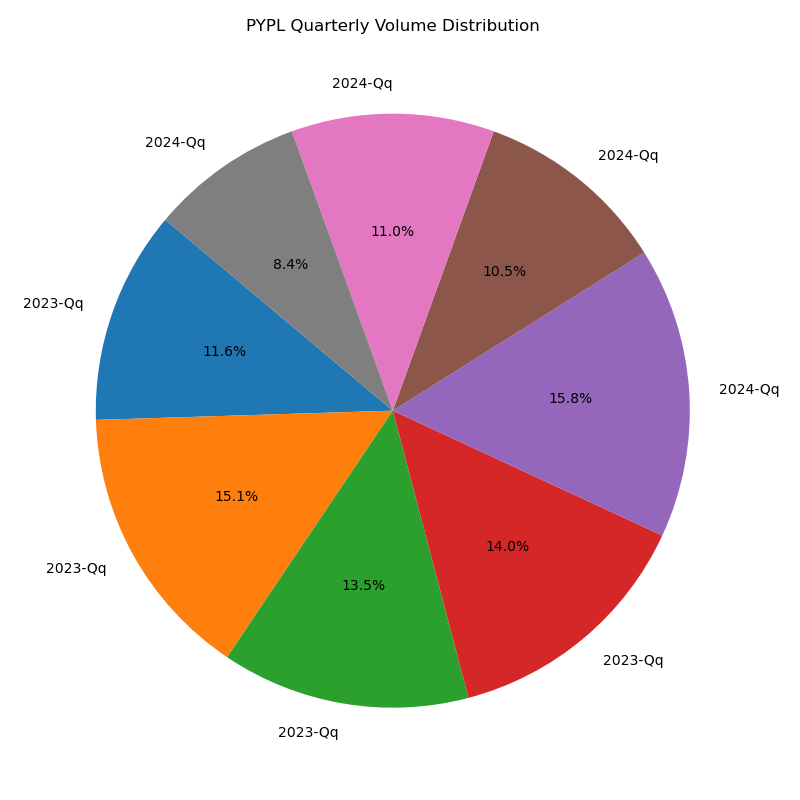 PYPL Quarterly Volume Distribution
2024-Qq
2024-Qq
2024-Qq
11.0%
8.4%
10.5%
2023-Qq
11.6%
15.8%
2024-Qq
15.1%
14.0%
2023-Qq
13.5%
2023-Qq
2023-Qq